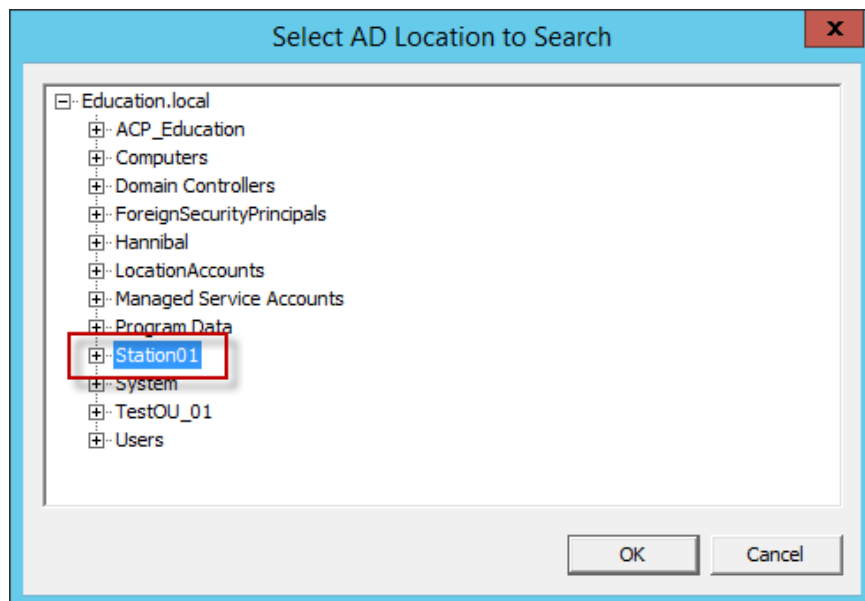 Select AD Location to Search
x
Education.local
ACP_Education
Computers
Domain Controllers
ForeignSecurityPrincipals
Hannibal
LocationAccounts
Managed Service Accounts
Program Data
Station01
System
TestOU_01
Users
OK Cancel